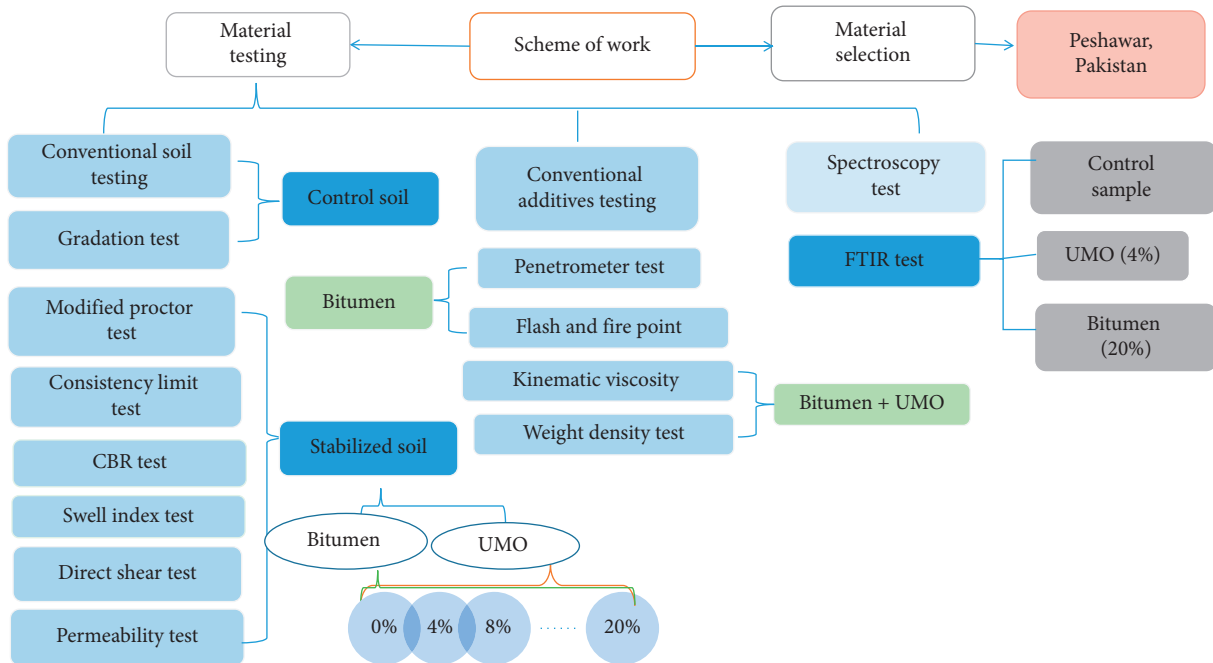 Material
testing
Scheme of work
Material
selection
Peshawar,
Pakistan
Conventional soil
testing
Gradation test
Control soil
Modified proctor
test
Consistency limit
test
CBR test
Swell index test
Direct shear test
Permeability test
Stabilized soil
Bitumen
UMO
0%
4%
8%
......
20%
Conventional
additives testing
Bitumen
Penetrometer test
Flash and fire point
Kinematic viscosity
Weight density test
Bitumen + UMO
Spectroscopy
test
FTIR test
Control
sample
UMO (4%)
Bitumen
(20%)